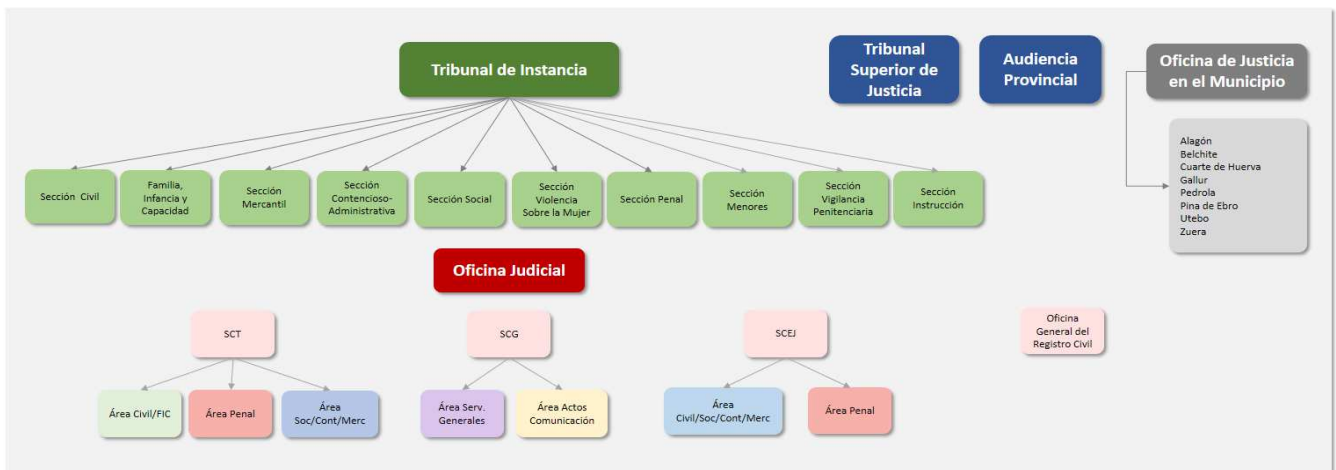 Tribunal de Instancia
Tribunal
Superior de
Justicia
Audiencia
Provincial
Oficina de Justicia
en el Municipio
Alagón
Belchite
Cuarte de Huerva
Gallur
Pedrola
Pina de Ebro
Utebo
Zuera
Sección Civil
Familia,
Infancia y
Capacidad
Sección
Mercantil
Sección
Contencioso-
Administrativa
Sección Social
Sección
Violencia
Sobre la Mujer
Sección Penal
Sección
Menores
Sección
Vigilancia
Penitenciaria
Sección
Instrucción
Oficina Judicial
SCT
SCG
SCEJ
Oficina
General del
Registro Civil
Área Civil/FIC
Área Penal
Área
Soc/Cont/Merc
Área Serv.
Generales
Área Actos
Comunicación
Área
Civil/Soc/Cont/Merc
Área Penal